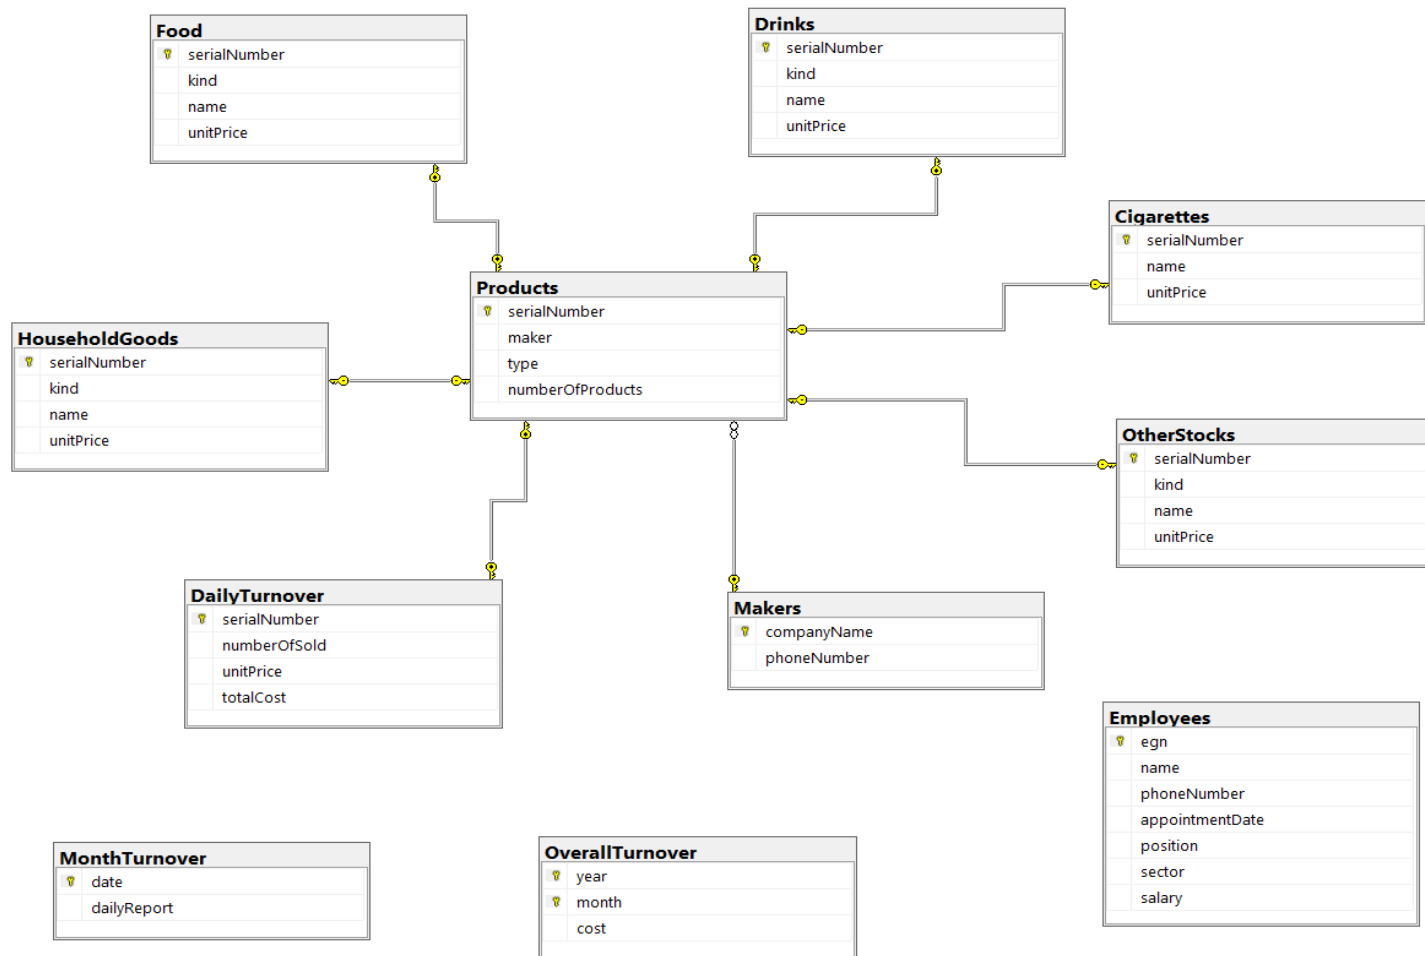 Food
serialNumber
kind
name
unitPrice
Drinks
serialNumber
kind
name
unitPrice
Cigarettes
serialNumber
name
unitPrice
Products
serialNumber
maker
type
numberOfProducts
HouseholdGoods
serialNumber
kind
name
unitPrice
OtherStocks
serialNumber
kind
name
unitPrice
DailyTurnover
serialNumber
numberOfSold
unitPrice
totalCost
Makers
companyName
phoneNumber
Employees
egn
name
phoneNumber
appointmentDate
position
sector
salary
MonthTurnover
date
dailyReport
OverallTurnover
year
month
cost